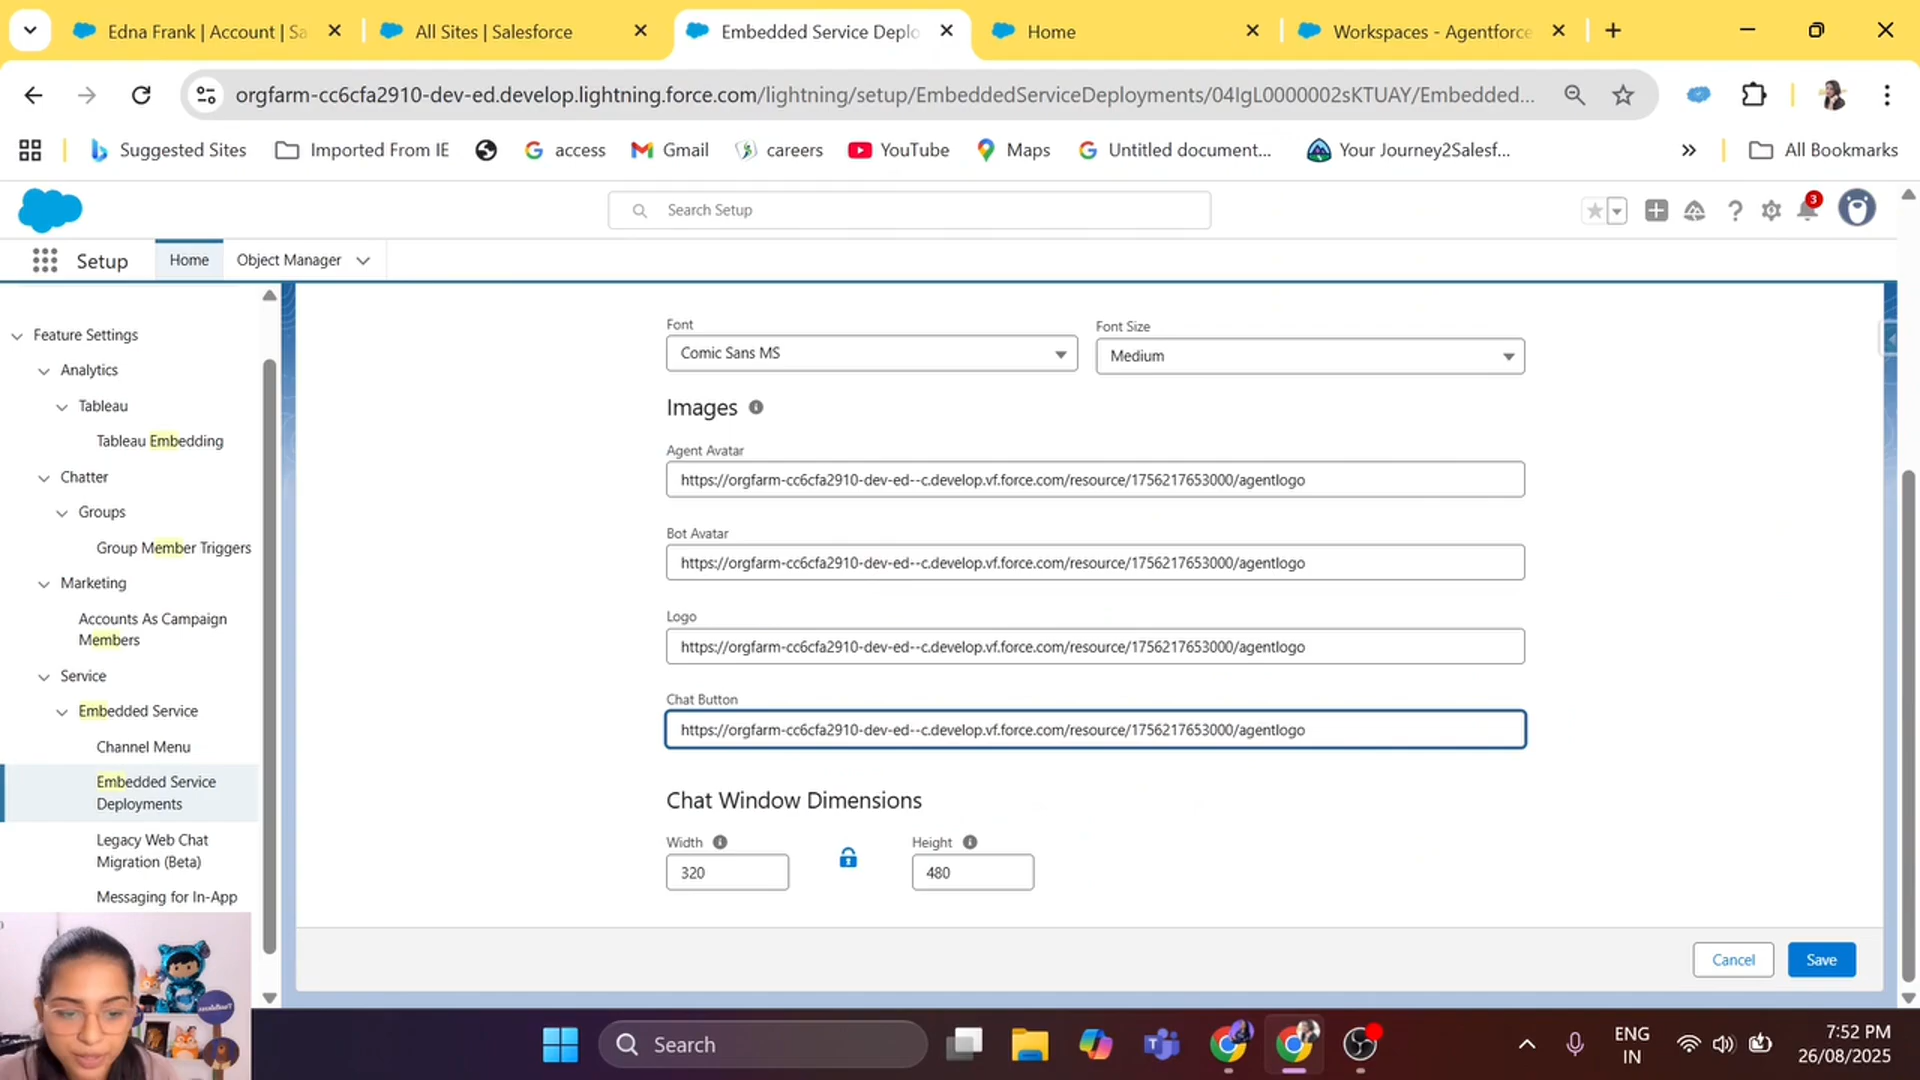 Edna Frank | Account | Sa
All Sites | Salesforce
Embedded Service Deplo
Home
Workspaces - Agentforce
orgfarm-cc6cfa2910-dev-ed.develop.lightning.force.com/lightning/setup/EmbeddedServiceDeployments/04IgL0000002sKTUAY/Embedded...
Suggested Sites
Imported From IE
access
Gmail
careers
YouTube
Maps
Untitled document...
Your Journey2Salesf...
»
All Bookmarks
Search Setup
3
Setup
Home
Object Manager
Feature Settings
Analytics
Tableau
Tableau Embedding
Chatter
Groups
Group Member Triggers
Marketing
Accounts As Campaign
Members
Service
Embedded Service
Channel Menu
Embedded Service
Deployments
Legacy Web Chat
Migration (Beta)
Messaging for In-App
Font
Comic Sans MS
Font Size
Medium
Images
Agent Avatar
https://orgfarm-cc6cfa2910-dev-ed--c.develop.vf.force.com/resource/1756217653000/agentlogo
Bot Avatar
https://orgfarm-cc6cfa2910-dev-ed--c.develop.vf.force.com/resource/1756217653000/agentlogo
Logo
https://orgfarm-cc6cfa2910-dev-ed--c.develop.vf.force.com/resource/1756217653000/agentlogo
Chat Button
https://orgfarm-cc6cfa2910-dev-ed--c.develop.vf.force.com/resource/1756217653000/agentlogo
Chat Window Dimensions
Width
320
Height
480
Cancel
Save
Search
ENG
IN
7:52 PM
26/08/2025